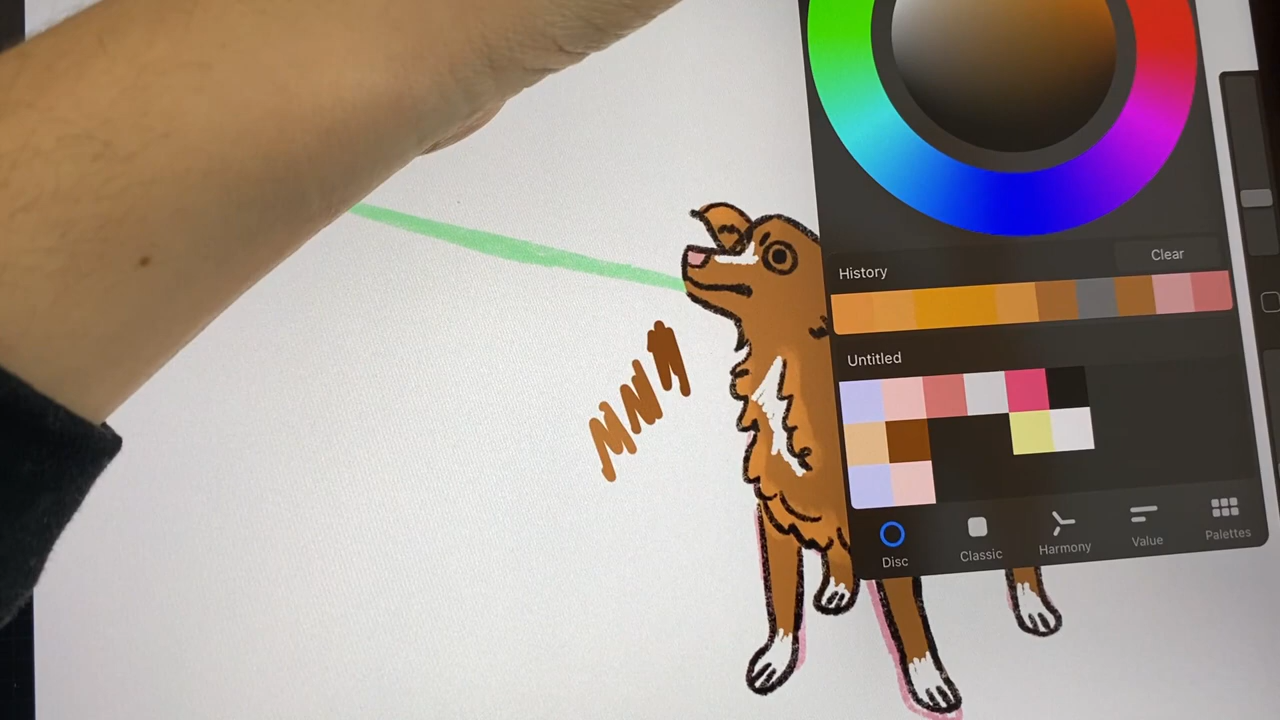 Clear
History
Untitled
Disc
Classic
Harmony
Value
Palettes